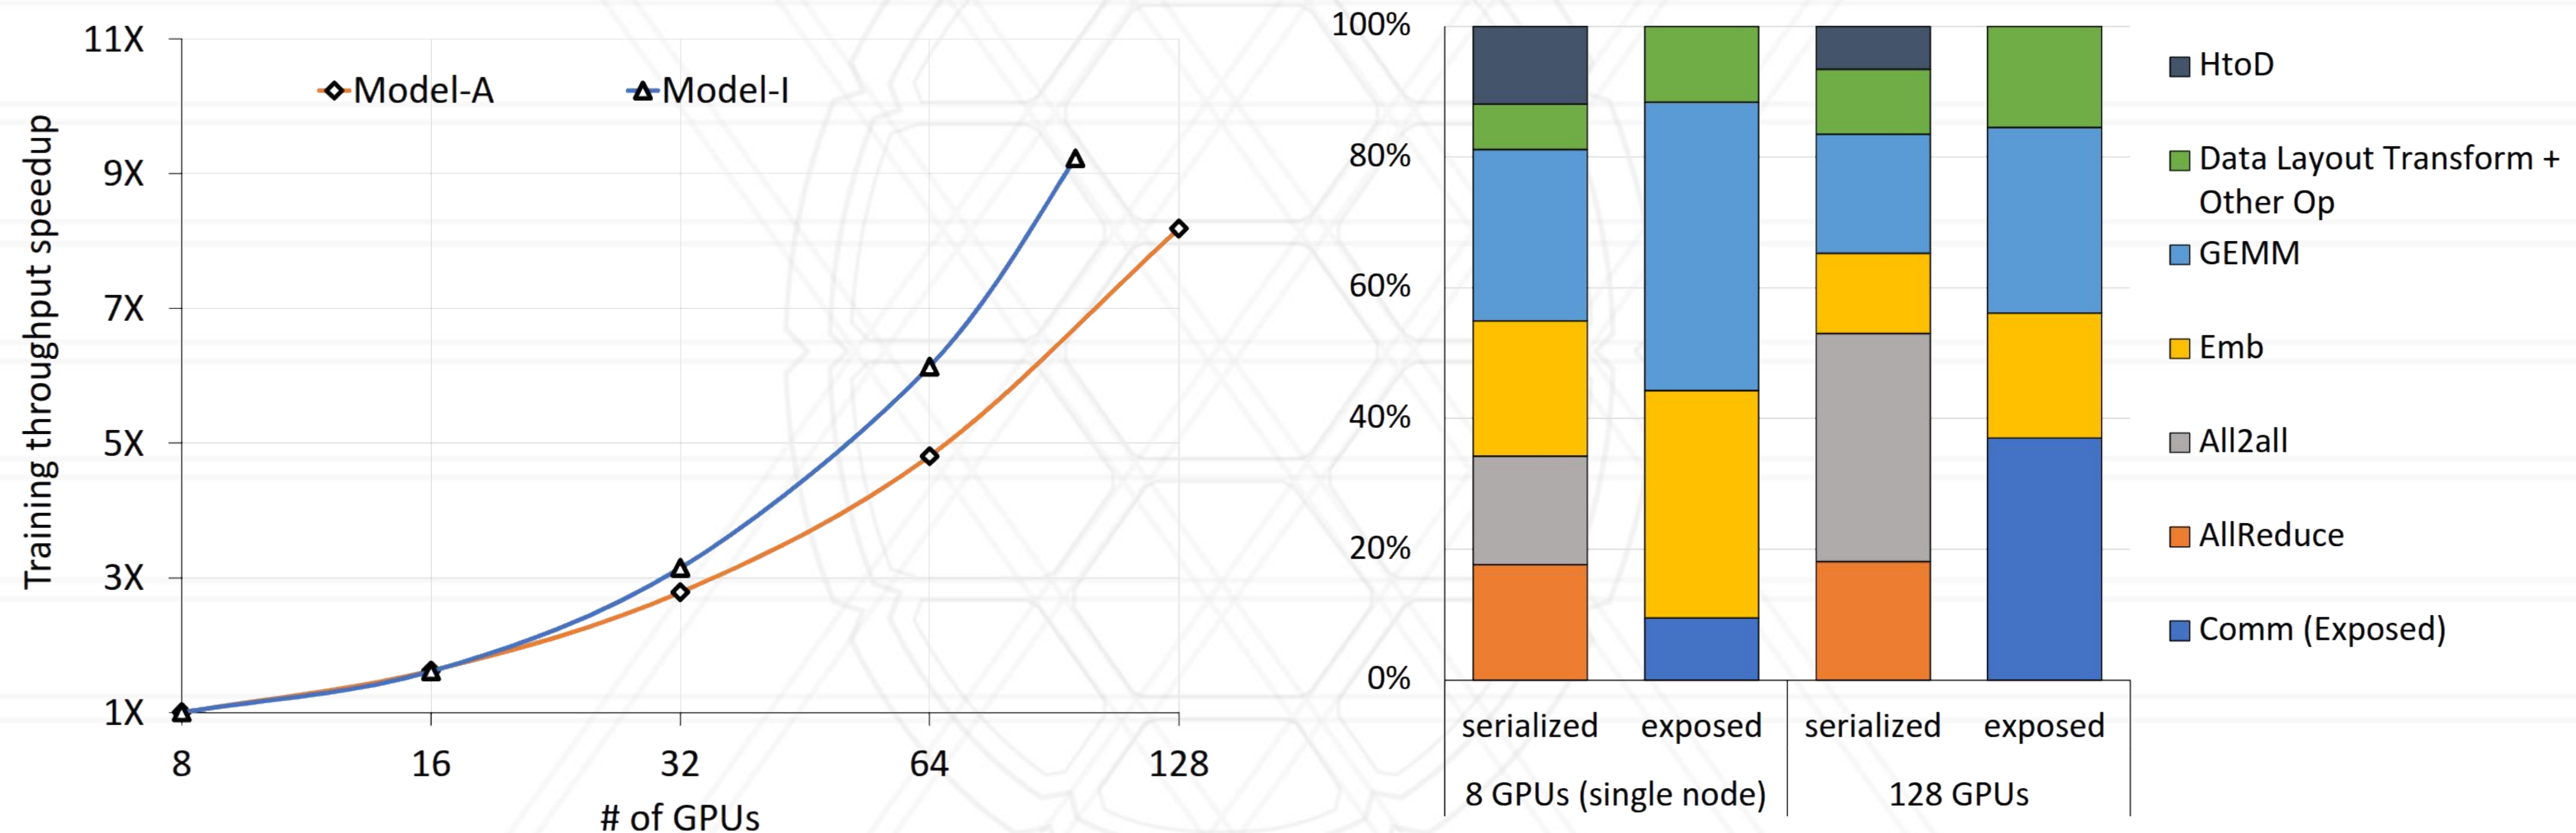 Training throughput speedup
11X
9X
7X
5X
3X
1X
Model-A
Model-I
8
16
32
64
128
# of GPUs
100%
80%
60%
40%
20%
0%
serialized
exposed
serialized
exposed
8 GPUs (single node)
128 GPUs
HtoD
Data Layout Transform +
Other Op
GEMM
Emb
All2all
AllReduce
Comm (Exposed)